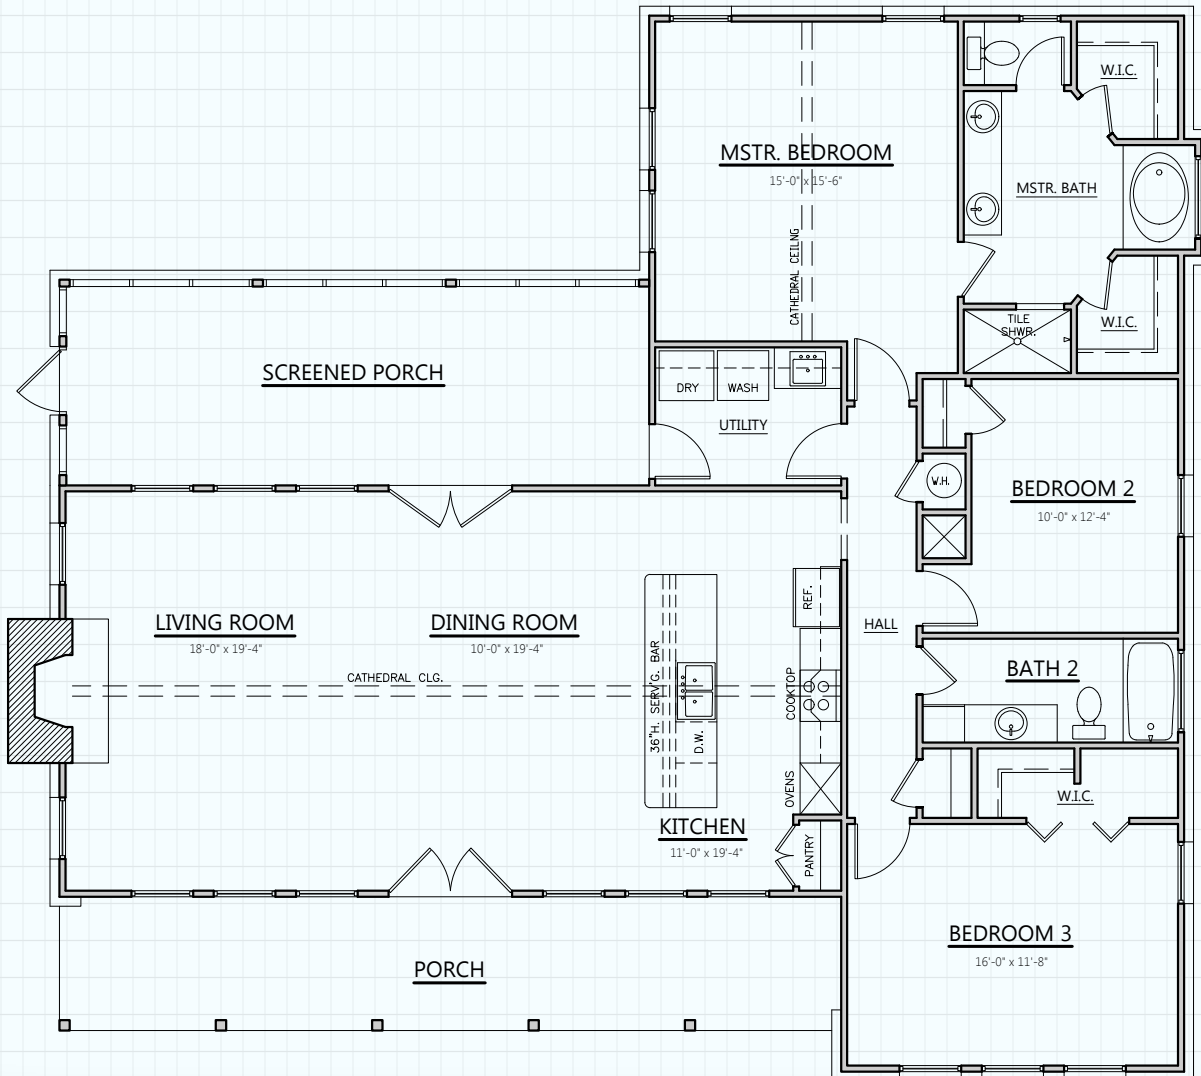 W.I.C.
MSTR. BEDROOM
15'-0" x 15'-6"
MSTR. BATH
CATHEDRAL CEILNG
TILE
SHWR.
W.I.C.
SCREENED PORCH
DRY
WASH
UTILITY
W.H.
BEDROOM 2
10'-0" x 12'-4"
LIVING ROOM
18'-0" x 19'-4"
DINING ROOM
10'-0" x 19'-4"
REF.
HALL
CATHEDRAL CLG.
36"H. SERV'G. BAR
D.W.
COOKTOP
BATH 2
OVENS
W.I.C.
KITCHEN
11'-0" x 19'-4"
PANTRY
BEDROOM 3
16'-0" x 11'-8"
PORCH